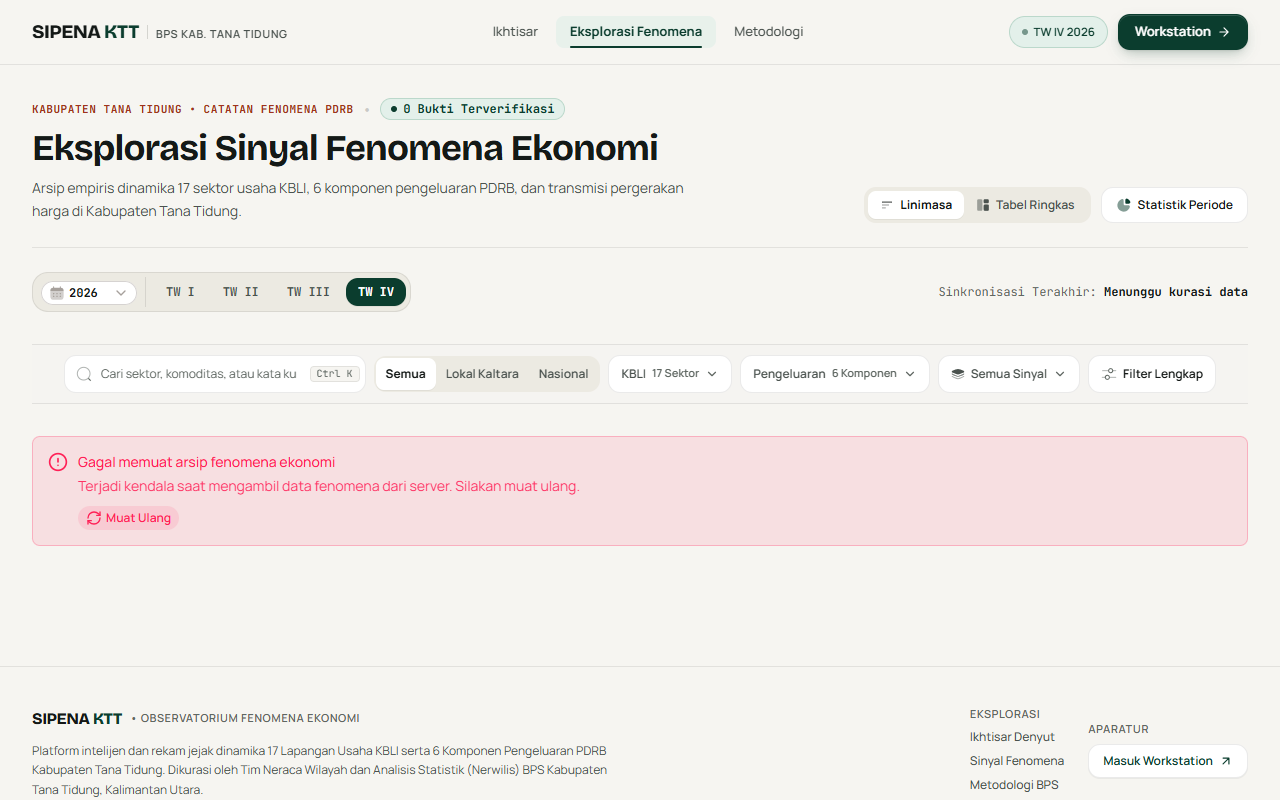 SIPENA KTT BPS KAB. TANA TIDUNG
Ikhtisar Eksplorasi Fenomena Metodologi
TW IV 2026 Workstation
KABUPATEN TANA TIDUNG • CATATAN FENOMENA PDRB • 0 Bukti Terverifikasi
Eksplorasi Sinyal Fenomena Ekonomi
Arsip empiris dinamika 17 sektor usaha KBLI, 6 komponen pengeluaran PDRB, dan transmisi pergerakan
harga di Kabupaten Tana Tidung.
Linimasa Tabel Ringkas Statistik Periode
2026 TW I TW II TW III TW IV
Sinkronisasi Terakhir: Menunggu kurasi data
Cari sektor, komoditas, atau kata ku Ctrl K Semua Lokal Kaltara Nasional KBLI 17 Sektor Pengeluaran 6 Komponen Semua Sinyal Filter Lengkap
Gagal memuat arsip fenomena ekonomi
Terjadi kendala saat mengambil data fenomena dari server. Silakan muat ulang.
Muat Ulang
SIPENA KTT • OBSERVATORIUM FENOMENA EKONOMI
Platform intelijen dan rekam jejak dinamika 17 Lapangan Usaha KBLI serta 6 Komponen Pengeluaran PDRB
Kabupaten Tana Tidung. Dikurasi oleh Tim Neraca Wilayah dan Analisis Statistik (Nerwilis) BPS Kabupaten
Tana Tidung, Kalimantan Utara.
EKSPLORASI
Ikhtisar Denyut
Sinyal Fenomena
Metodologi BPS
APARATUR
Masuk Workstation